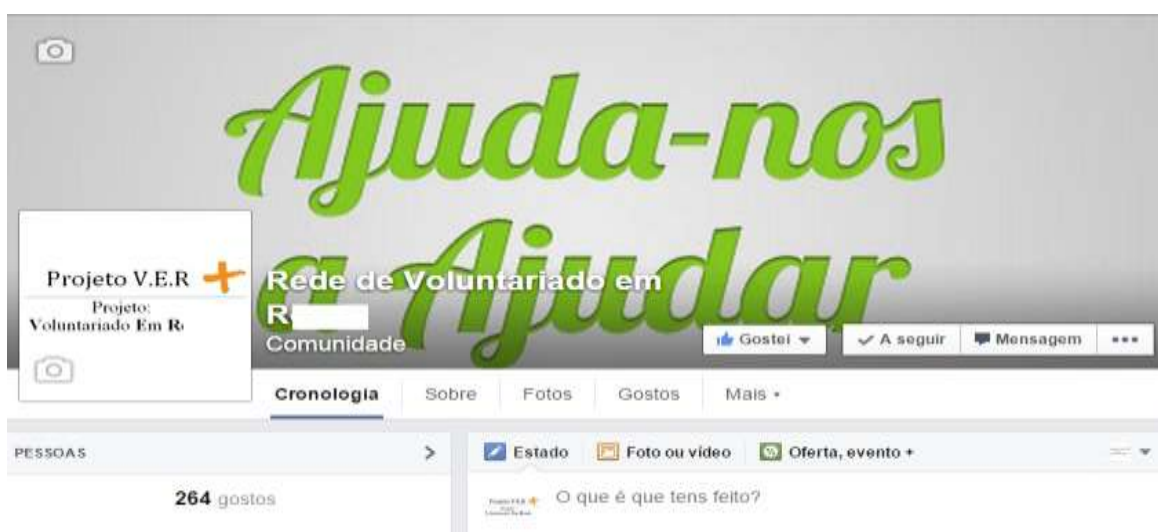 Ajuda-nos
a Ajudar
Projeto V.E.R +
Projeto:
Voluntariado Em R
Rede de Voluntariado em
R
Comunidade
Gostei
A seguir
Mensagem
Cronologia
Sobre
Fotos
Gostos
Mais
PESSOAS
264 gostos
Estado
Foto ou vídeo
Oferta, evento +
Projeto V.E.R +
O que é que tens feito?